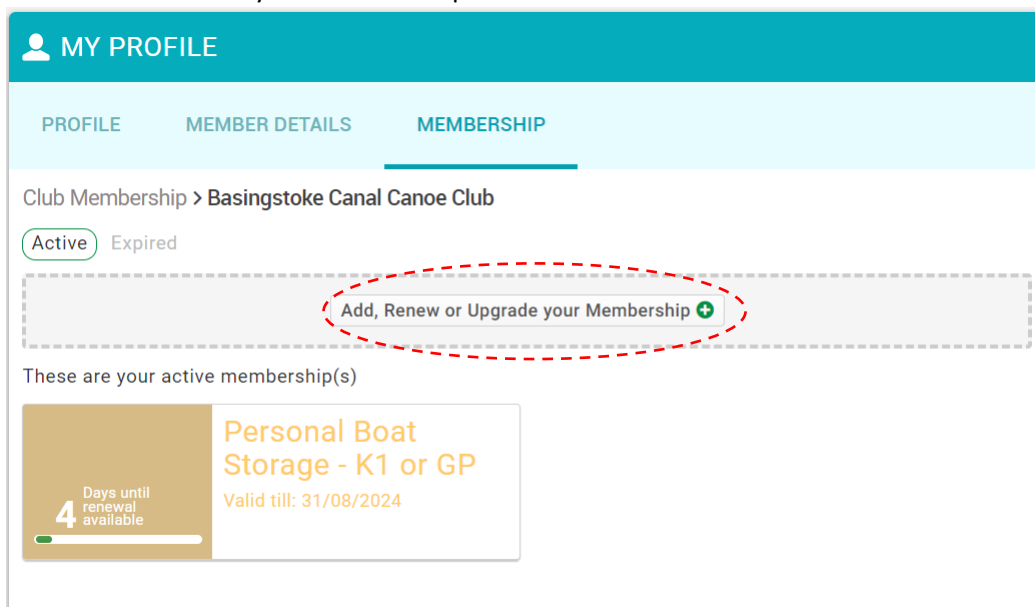 MY PROFILE
PROFILE MEMBER DETAILS MEMBERSHIP
Club Membership > Basingstoke Canal Canoe Club
Active Expired
Add, Renew or Upgrade your Membership
These are your active membership(s)
Personal Boat
Storage - K1 or GP
Valid till: 31/08/2024
4 Days until
renewal
available